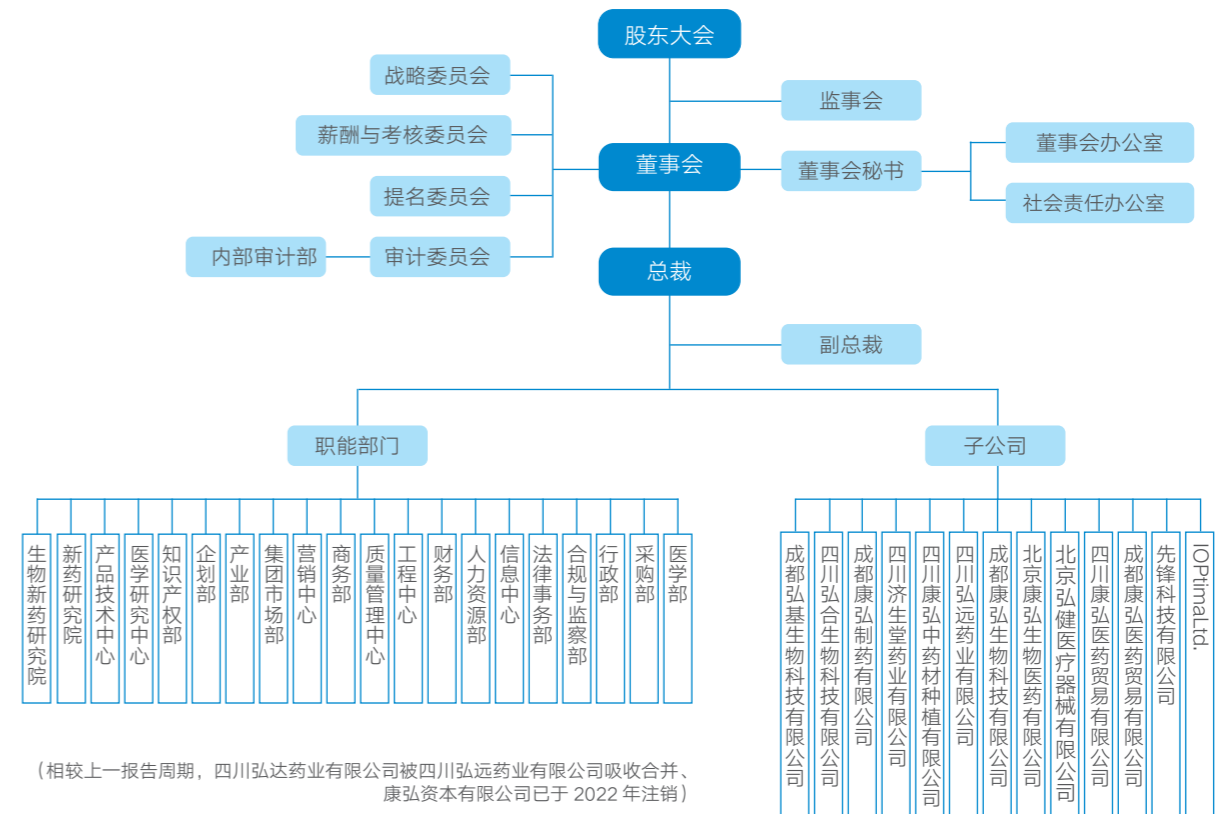 股东大会
战略委员会
监事会
薪酬与考核委员会
董事会办公室
董事会
董事会秘书
提名委员会
社会责任办公室
内部审计部
审计委员会
总裁
副总裁
职能部门
子公司
生物新药研究院
新药研究院
产品技术中心
医学研究中心
知识产权部
企划部
产业部
集团市场部
营销中心
商务部
质量管理中心
工程中心
财务部
人力资源部
信息中心
法律事务部
合规与监察部
行政部
采购部
医学部
成都弘基生物科技有限公司
四川弘合生物科技有限公司
成都康弘制药有限公司
四川济生堂药业有限公司
四川康弘中药材种植有限公司
四川弘远药业有限公司
成都康弘生物科技有限公司
北京康弘生物医药有限公司
北京弘健医疗器械有限公司
四川康弘医药贸易有限公司
成都康弘医药贸易有限公司
先锋科技有限公司
IOPtimaLtd.
（相较上一报告周期，四川弘达药业有限公司被四川弘远药业有限公司吸收合并、
康弘资本有限公司已于 2022 年注销）